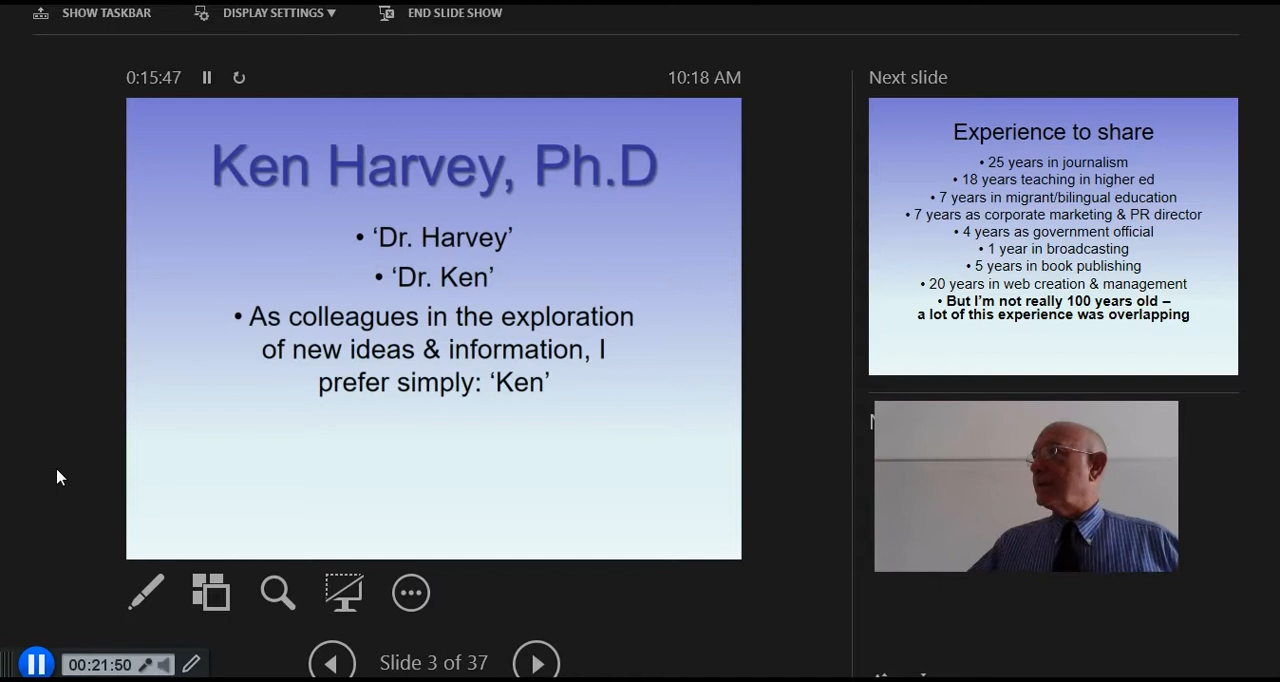 SHOW TASKBAR
DISPLAY SETTINGS ▼
END SLIDE SHOW
0:15:47
10:18 AM
Ken Harvey, Ph.D
• ‘Dr. Harvey’
• ‘Dr. Ken’
• As colleagues in the exploration
of new ideas & information, I
prefer simply: ‘Ken’
Next slide
Experience to share
• 25 years in journalism
• 18 years teaching in higher ed
• 7 years in migrant/bilingual education
• 7 years as corporate marketing & PR director
• 4 years as government official
• 1 year in broadcasting
• 5 years in book publishing
• 20 years in web creation & management
• But I’m not really 100 years old –
a lot of this experience was overlapping
00:21:50
Slide 3 of 37